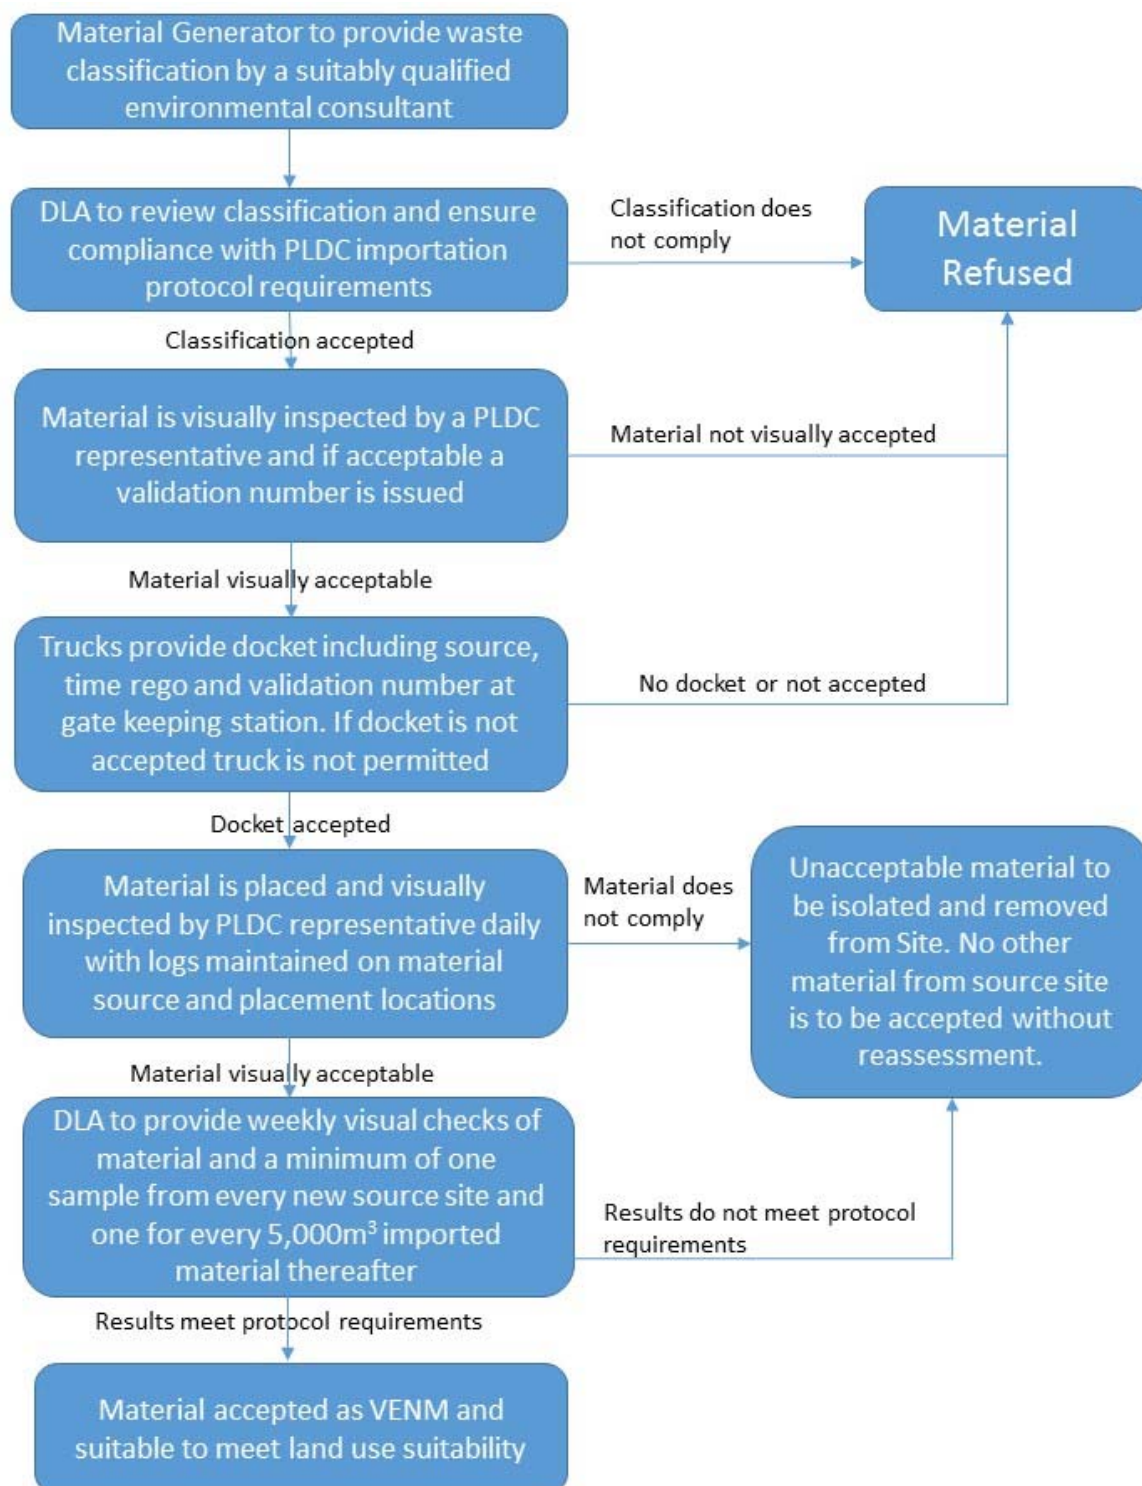 Material Generator to provide waste
classification by a suitably qualified
environmental consultant
DLA to review classification and ensure
compliance with PLDC importation
protocol requirements
Classification does
not comply
Material
Refused
Classification accepted
Material is visually inspected by a PLDC
representative and if acceptable a
validation number is issued
Material not visually accepted
Material visually acceptable
Trucks provide docket including source,
time rego and validation number at
gate keeping station. If docket is not
accepted truck is not permitted
No docket or not accepted
Docket accepted
Material is placed and visually
inspected by PLDC representative daily
with logs maintained on material
source and placement locations
Material does
not comply
Unacceptable material to
be isolated and removed
from Site. No other
material from source site
is to be accepted without
reassessment.
Material visually acceptable
DLA to provide weekly visual checks of
material and a minimum of one
sample from every new source site and
one for every 5,000m³ imported
material thereafter
Results do not meet protocol
requirements
Results meet protocol requirements
Material accepted as VENM and
suitable to meet land use suitability